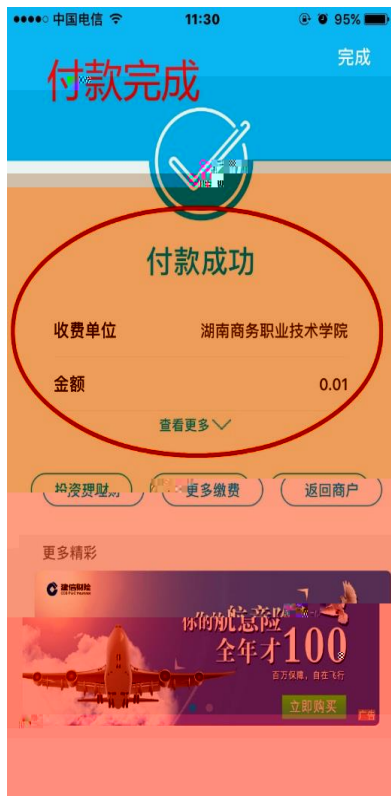 中国电信 11:30 95%
完成
付款完成
付款成功
收费单位 湖南商务职业技术学院
金额 0.01
查看更多
投资理财 更多缴费 返回商户
更多精彩
建信财险
你的航意险
全年才100
百万保障，自在飞行
立即购买
广告